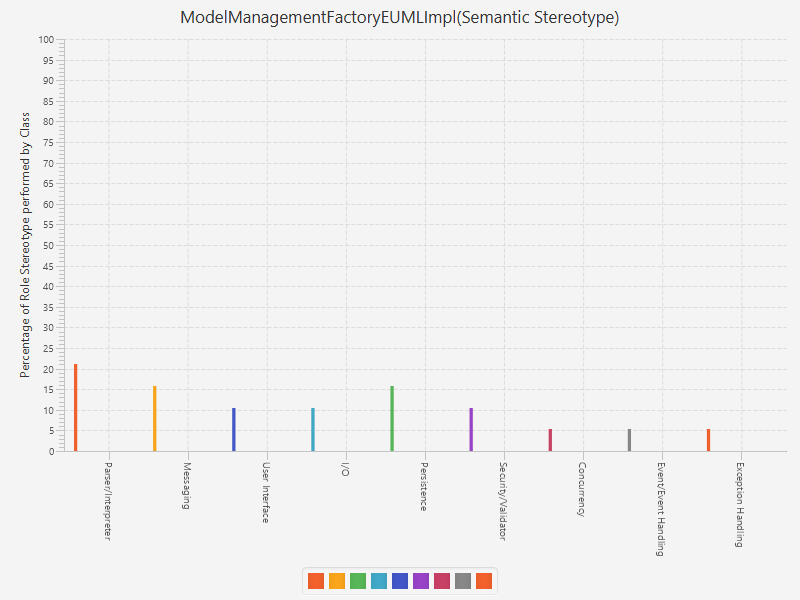 ModelManagementFactoryEUMLImpl(Semantic Stereotype)
Percentage of Role Stereotype performed by Class
100
95
90
85
80
75
70
65
60
55
50
45
40
35
30
25
20
15
10
5
0
Parser/Interpreter
Messaging
User Interface
I/O
Persistence
Security/Validator
Concurrency
Event/Event Handling
Exception Handling